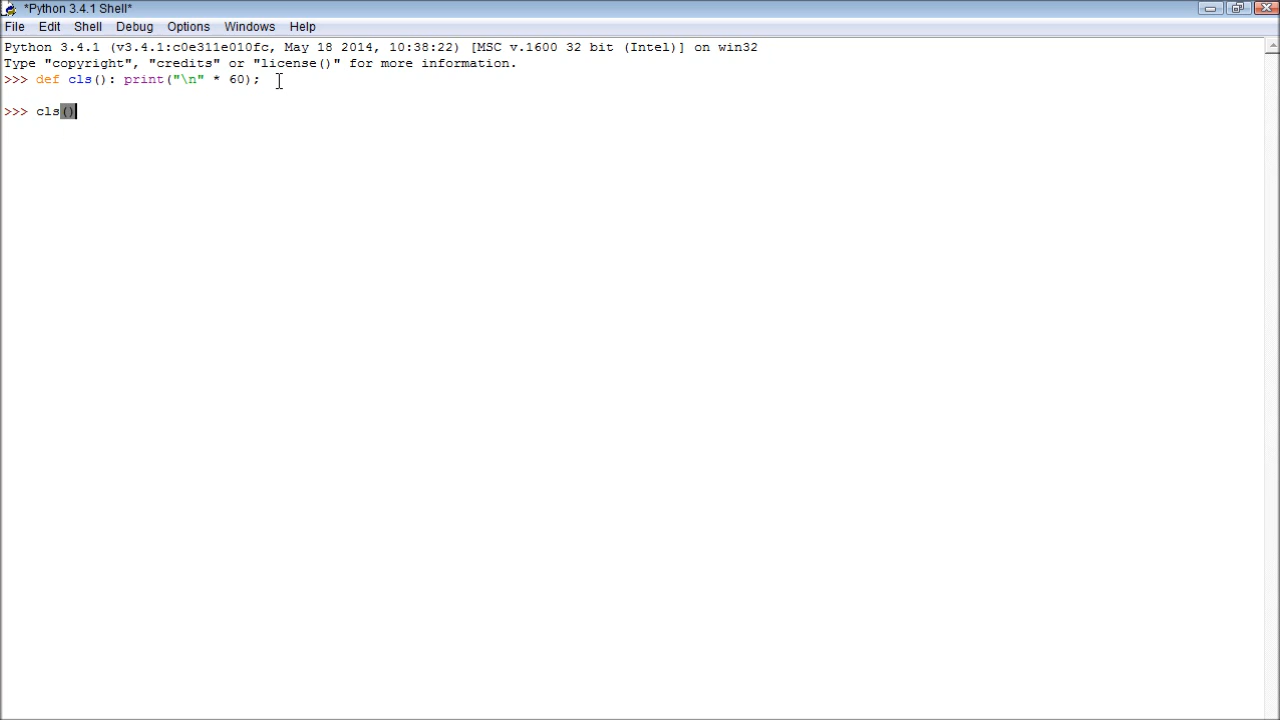 *Python 3.4.1 Shell*
File Edit Shell Debug Options Windows Help
Python 3.4.1 (v3.4.1:c0e311e010fc, May 18 2014, 10:38:22) [MSC v.1600 32 bit (Intel)] on win32
Type "copyright", "credits" or "license()" for more information.
>>> def cls(): print("\n" * 60);
>>> cls()